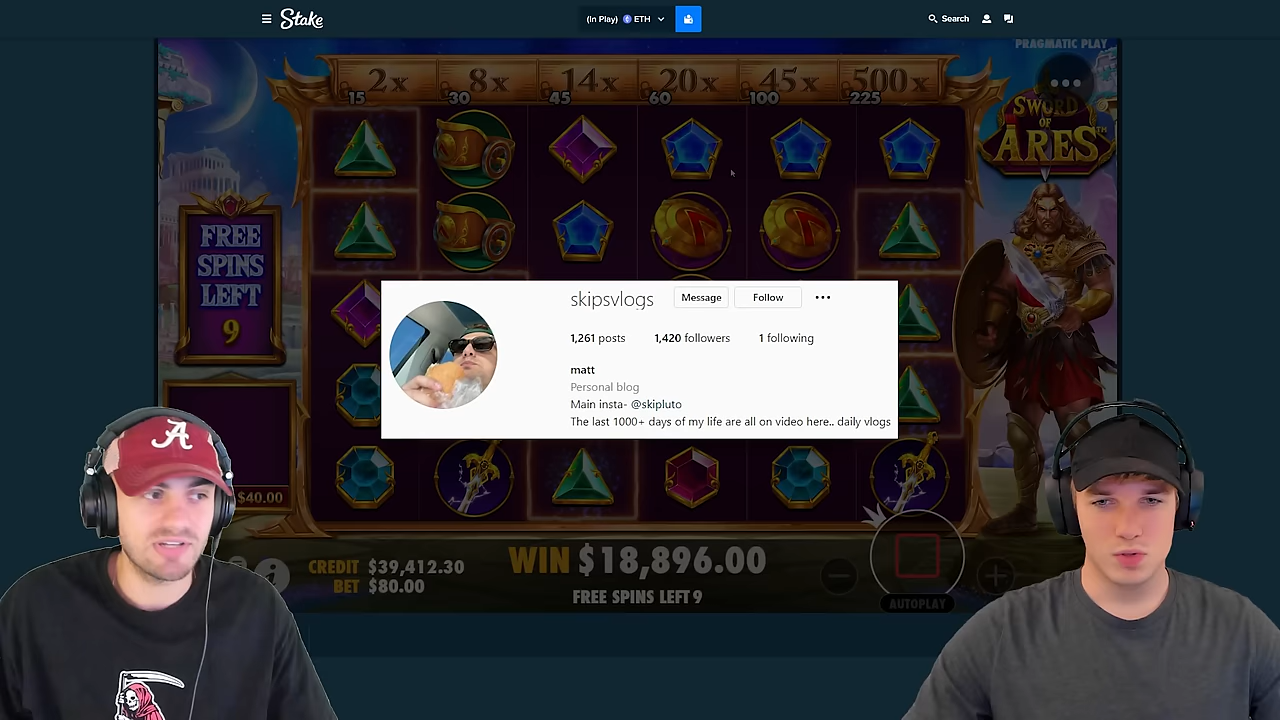 Stake
(In Play) ETH
Search
PRAGMATIC PLAY
2x 8x 14x 20x 45x 500x
15 30 45 60 100 225
SWORD
OF
ARES™
FREE
SPINS
LEFT
9
skipsvlogs Message Follow
1,261 posts 1,420 followers 1 following
matt
Personal blog
Main insta- @skipluto
The last 1000+ days of my life are all on video here.. daily vlogs
A
$40.00
CREDIT $39,412.30
BET $80.00
WIN $18,896.00
FREE SPINS LEFT 9
AUTOPLAY